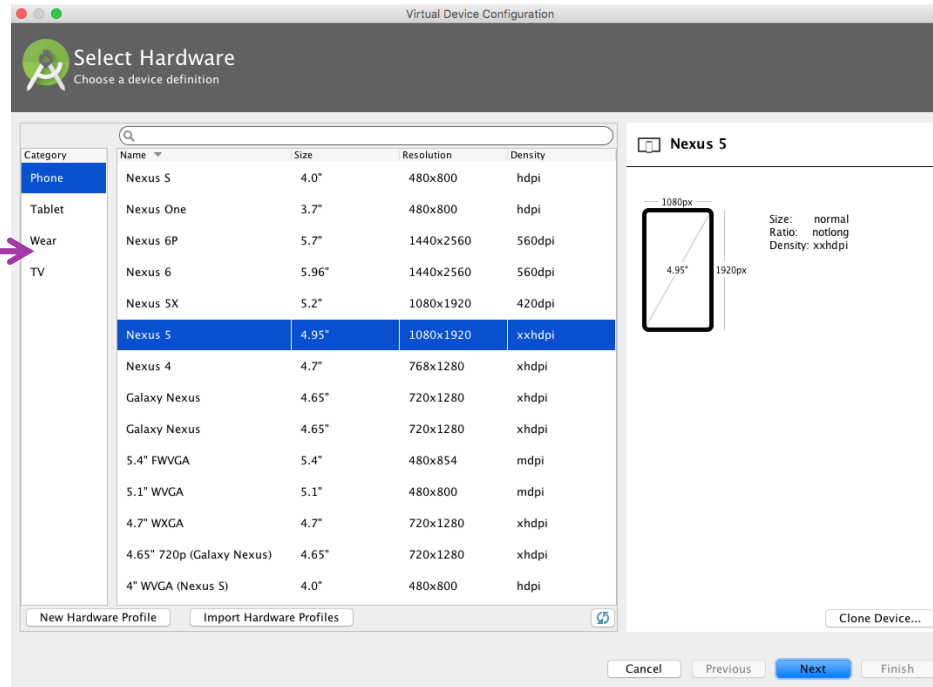 Virtual Device Configuration
Select Hardware
Choose a device definition
Category
Phone
Tablet
Wear
TV
Name Size Resolution Density
Nexus S 4.0" 480x800 hdpi
Nexus One 3.7" 480x800 hdpi
Nexus 6P 5.7" 1440x2560 560dpi
Nexus 6 5.96" 1440x2560 560dpi
Nexus 5X 5.2" 1080x1920 420dpi
Nexus 5 4.95" 1080x1920 xxhdpi
Nexus 4 4.7" 768x1280 xhdpi
Galaxy Nexus 4.65" 720x1280 xhdpi
Galaxy Nexus 4.65" 720x1280 xhdpi
5.4" FWVGA 5.4" 480x854 mdpi
5.1" WVGA 5.1" 480x800 mdpi
4.7" WXGA 4.7" 720x1280 xhdpi
4.65" 720p (Galaxy Nexus) 4.65" 720x1280 xhdpi
4" WVGA (Nexus S) 4.0" 480x800 hdpi
New Hardware Profile Import Hardware Profiles
Nexus 5
1080px
4.95" 1920px
Size: normal
Ratio: notlong
Density: xxhdpi
Clone Device...
Cancel Previous Next Finish